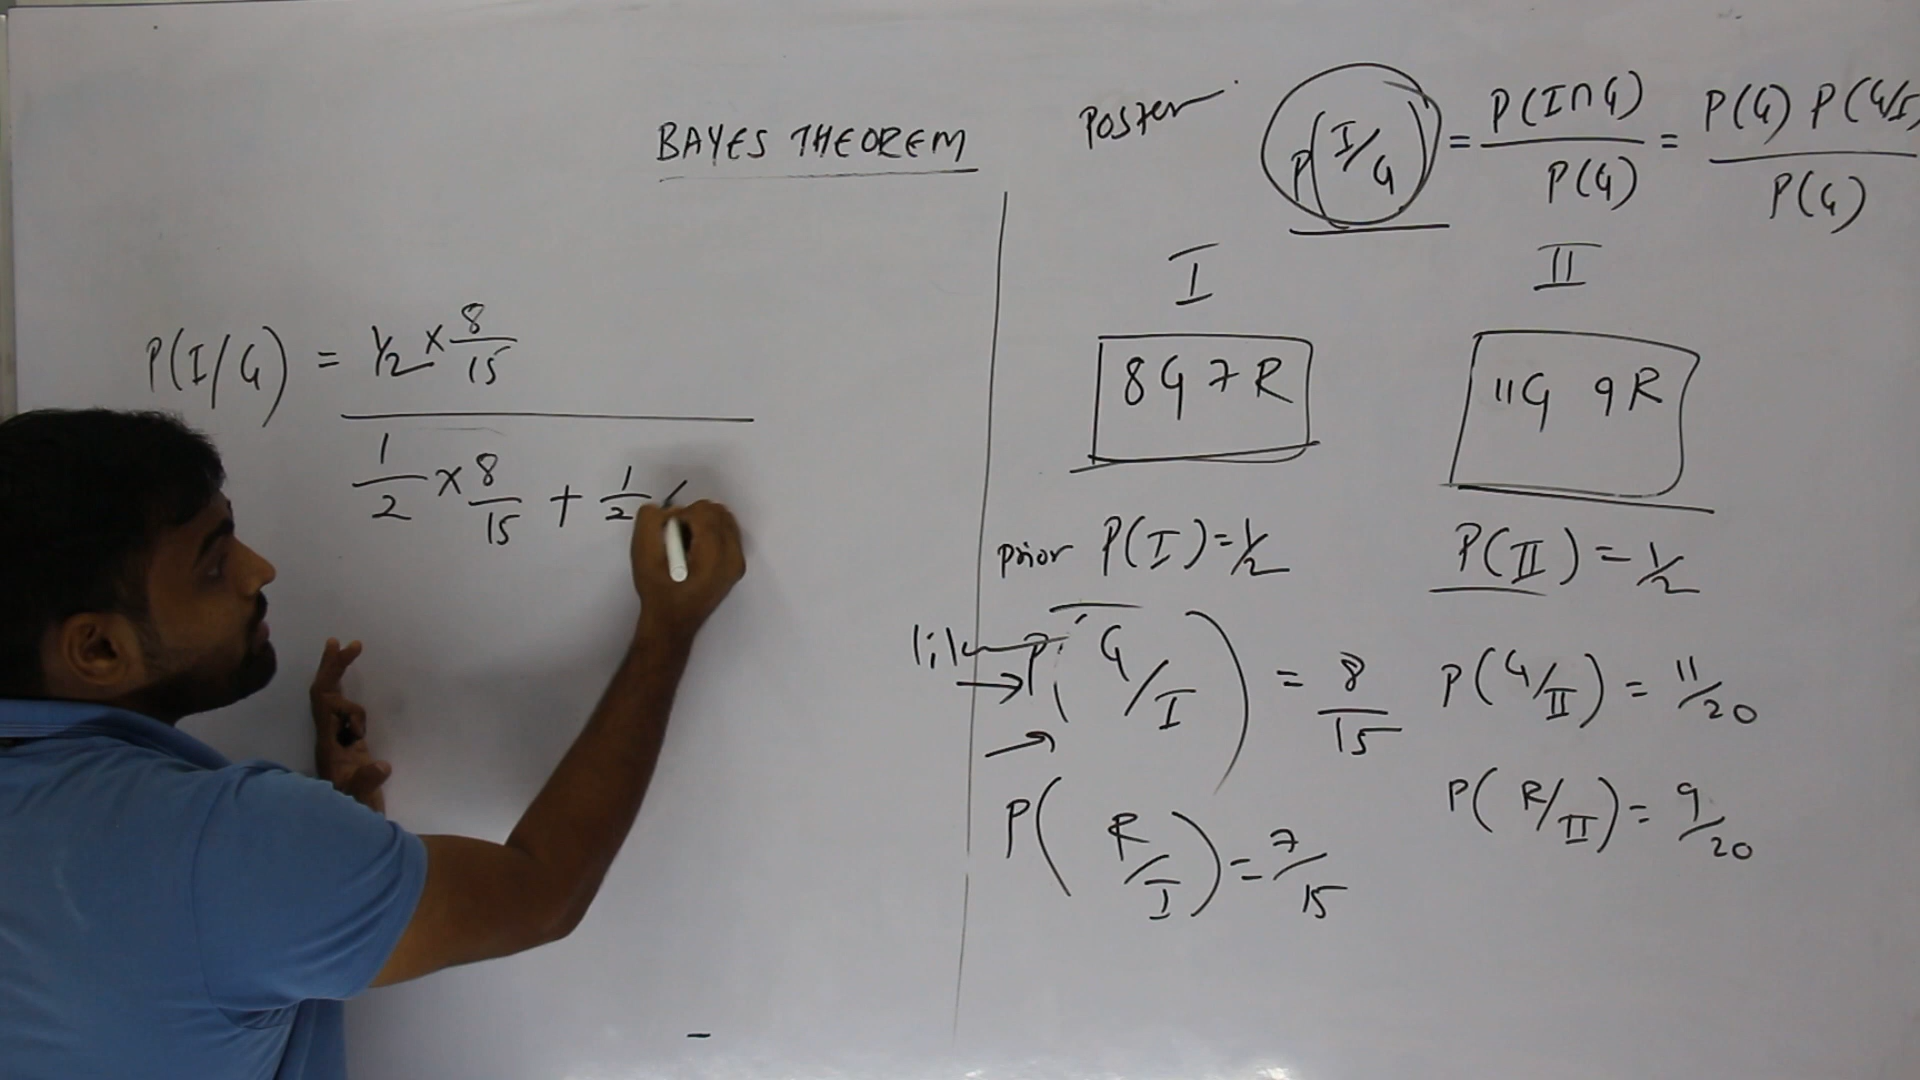 BAYES THEOREM
Poster P(I/G) = P(I∩G)/P(G) = P(G) P(G/I)/P(G)
I II
8G 7R 11G 9R
prior P(I) = 1/2 P(II) = 1/2
P(G/I) = 8/15 P(G/II) = 11/20
P(R/I) = 7/15 P(R/II) = 9/20
P(I/G) = 1/2 × 8/15
1/2 × 8/15 + 1/2